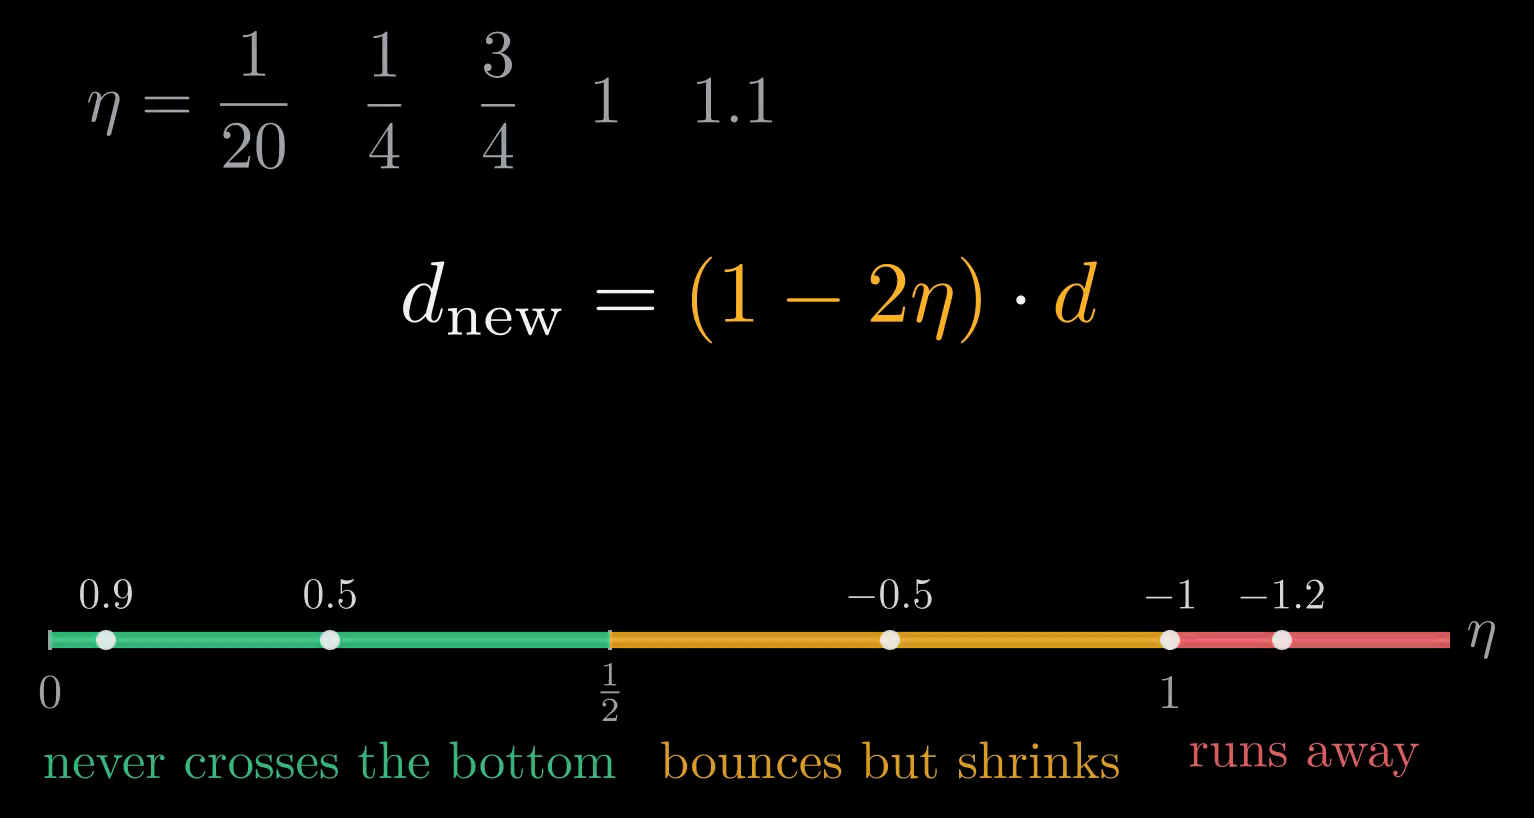 η = 1/20 1/4 3/4 1 1.1
d_new = (1 − 2η) · d
0.9 0.5 −0.5 −1 −1.2
η
0 1/2 1
never crosses the bottom bounces but shrinks runs away